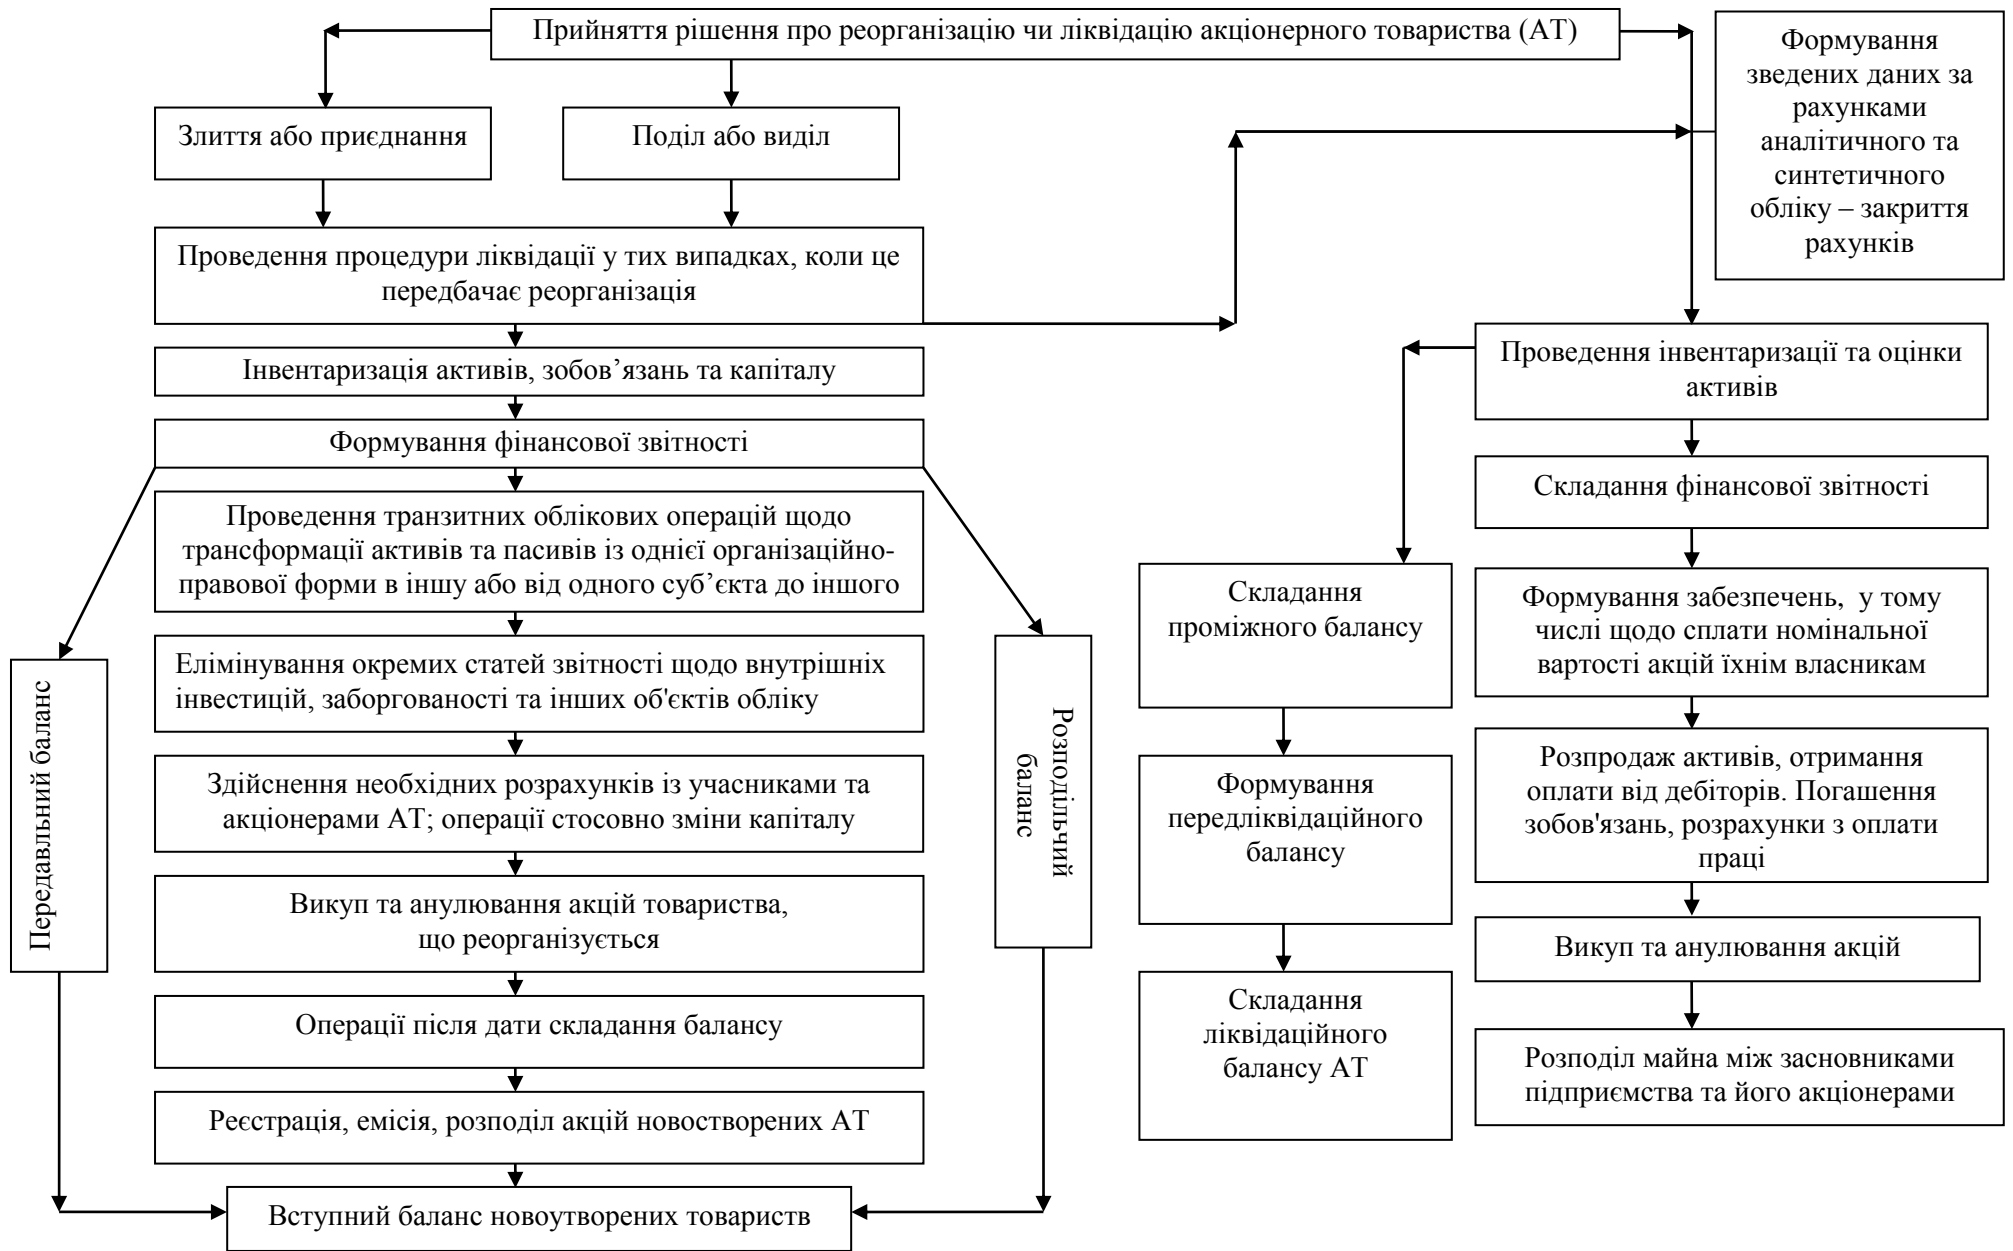 Прийняття рішення про реорганізацію чи ліквідацію акціонерного товариства (АТ)
Формування
зведених даних за
рахунками
аналітичного та
синтетичного
обліку – закриття
рахунків
Злиття або приєднання
Поділ або виділ
Проведення процедури ліквідації у тих випадках, коли це
передбачає реорганізація
Інвентаризація активів, зобов’язань та капіталу
Формування фінансової звітності
Проведення транзитних облікових операцій щодо
трансформації активів та пасивів із однієї організаційно-
правової форми в іншу або від одного суб’єкта до іншого
Елімінування окремих статей звітності щодо внутрішніх
інвестицій, заборгованості та інших об'єктів обліку
Здійснення необхідних розрахунків із учасниками та
акціонерами АТ; операції стосовно зміни капіталу
Викуп та анулювання акцій товариства,
що реорганізується
Операції після дати складання балансу
Реєстрація, емісія, розподіл акцій новостворених АТ
Вступний баланс новоутворених товариств
Передавльний баланс
Розподільчий
баланс
Складання
проміжного балансу
Формування
передліквідаційного
балансу
Складання
ліквідаційного
балансу АТ
Проведення інвентаризації та оцінки
активів
Складання фінансової звітності
Формування забезпечень, у тому
числі щодо сплати номінальної
вартості акцій їхнім власникам
Розпродаж активів, отримання
оплати від дебіторів. Погашення
зобов'язань, розрахунки з оплати
праці
Викуп та анулювання акцій
Розподіл майна між засновниками
підприємства та його акціонерами